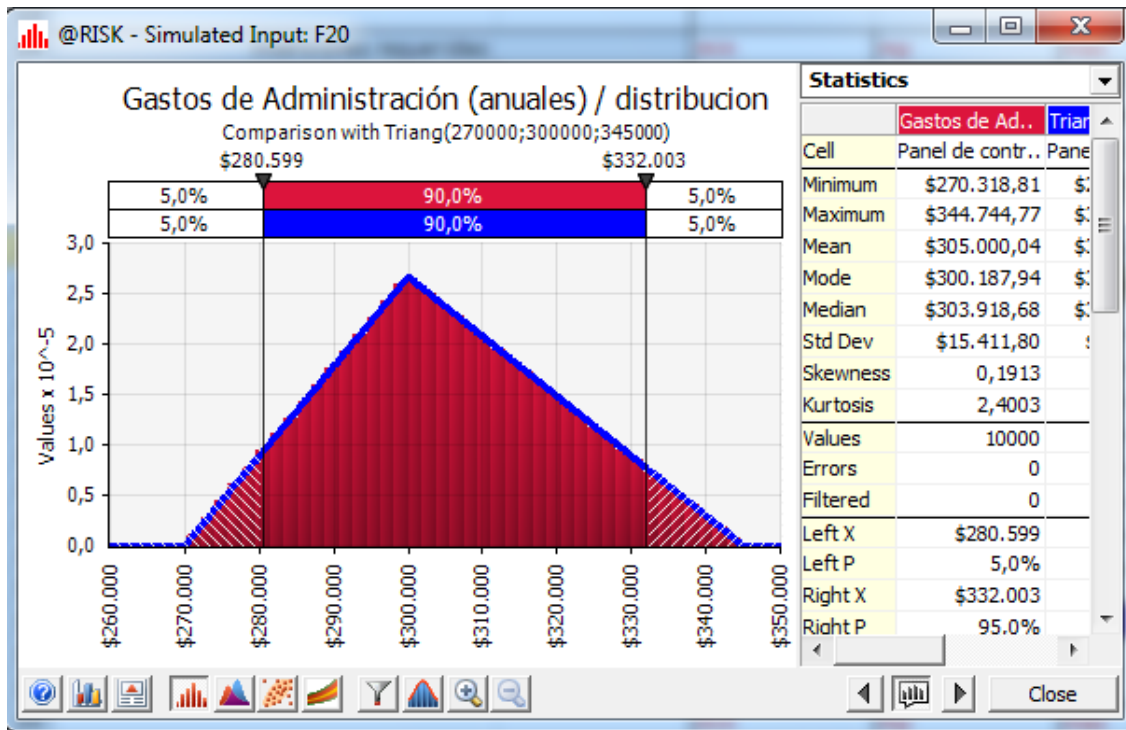 @RISK - Simulated Input: F20
Gastos de Administración (anuales) / distribucion
Comparison with Triang(270000;300000;345000)
$280.599 $332.003
5,0% 90,0% 5,0%
5,0% 90,0% 5,0%
3,0
2,5
2,0
1,5
1,0
0,5
0,0
Values x 10^-5
$260.000 $270.000 $280.000 $290.000 $300.000 $310.000 $320.000 $330.000 $340.000 $350.000
Statistics
Gastos de Ad.. Trian
Cell Panel de contr.. Pane
Minimum $270.318,81
Maximum $344.744,77
Mean $305.000,04
Mode $300.187,94
Median $303.918,68
Std Dev $15.411,80
Skewness 0,1913
Kurtosis 2,4003
Values 10000
Errors 0
Filtered 0
Left X $280.599
Left P 5,0%
Right X $332.003
Right P 95,0%
Close